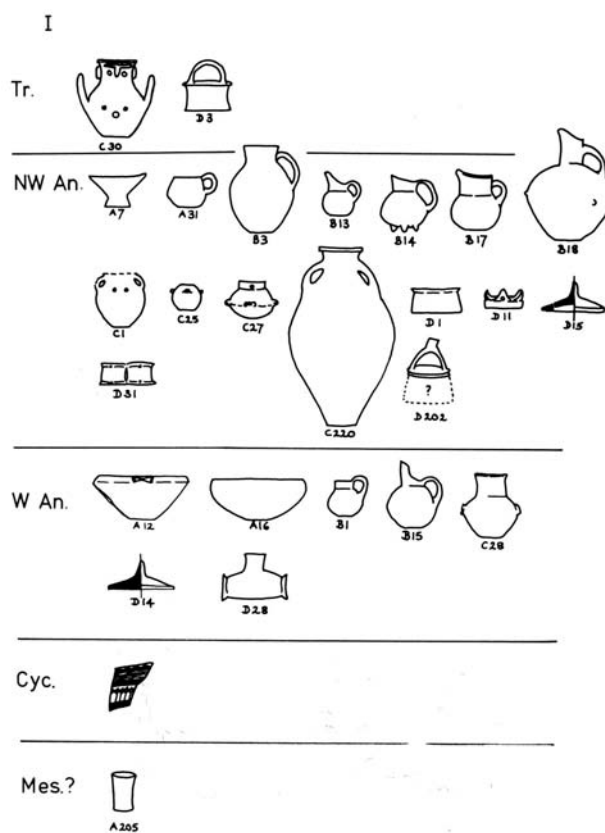 I
Tr.
C30 D3
NW An.
A7 A31 B3 B13 B14 B17 B18
C1 C25 C27 C220 D1 D11 D15
D31 D202
?
W An.
A12 A16 B1 B15 C28
D14 D28
Cyc.
Mes.?
A205